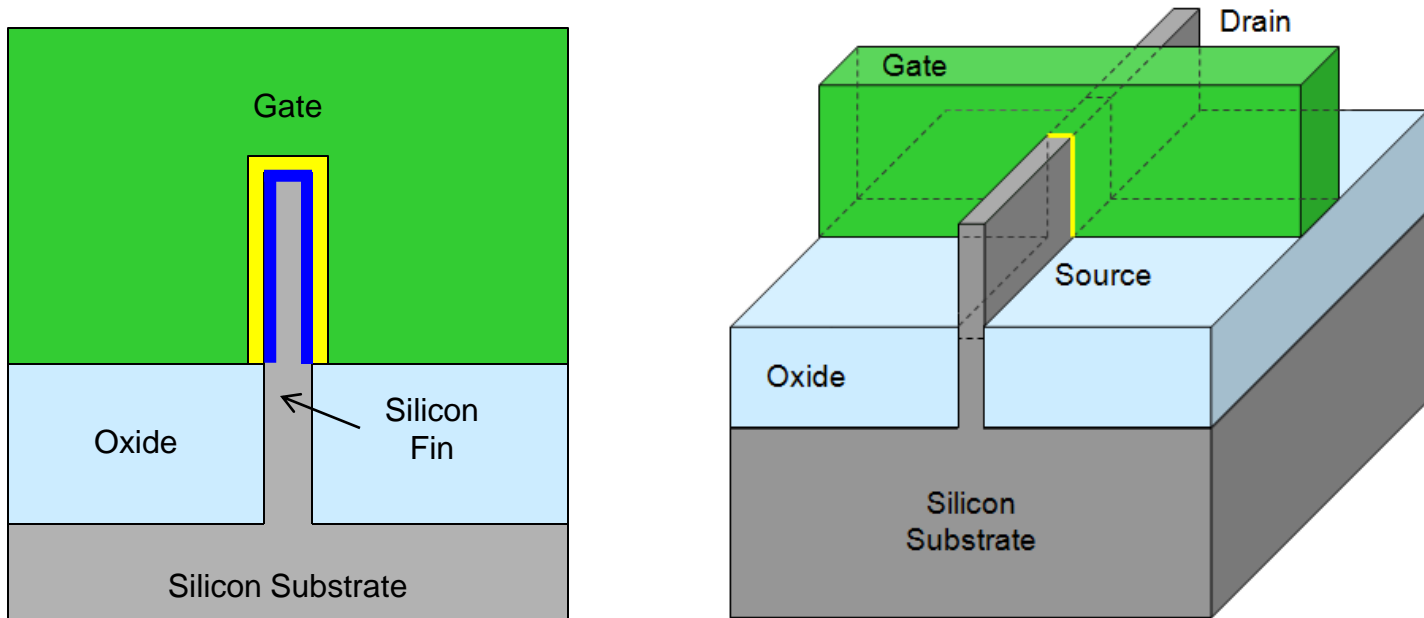 Gate
Oxide
Silicon
Fin
Silicon Substrate
Drain
Gate
Source
Oxide
Silicon
Substrate